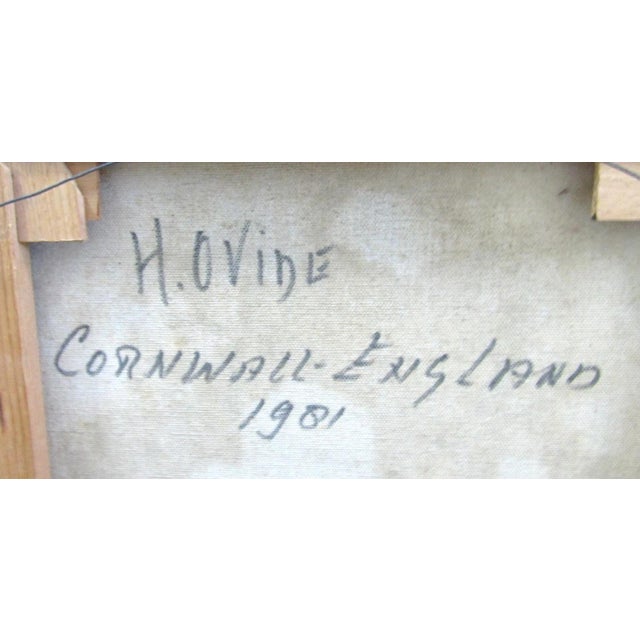 H. OVIDE
CORNWALL-ENGLAND
1981